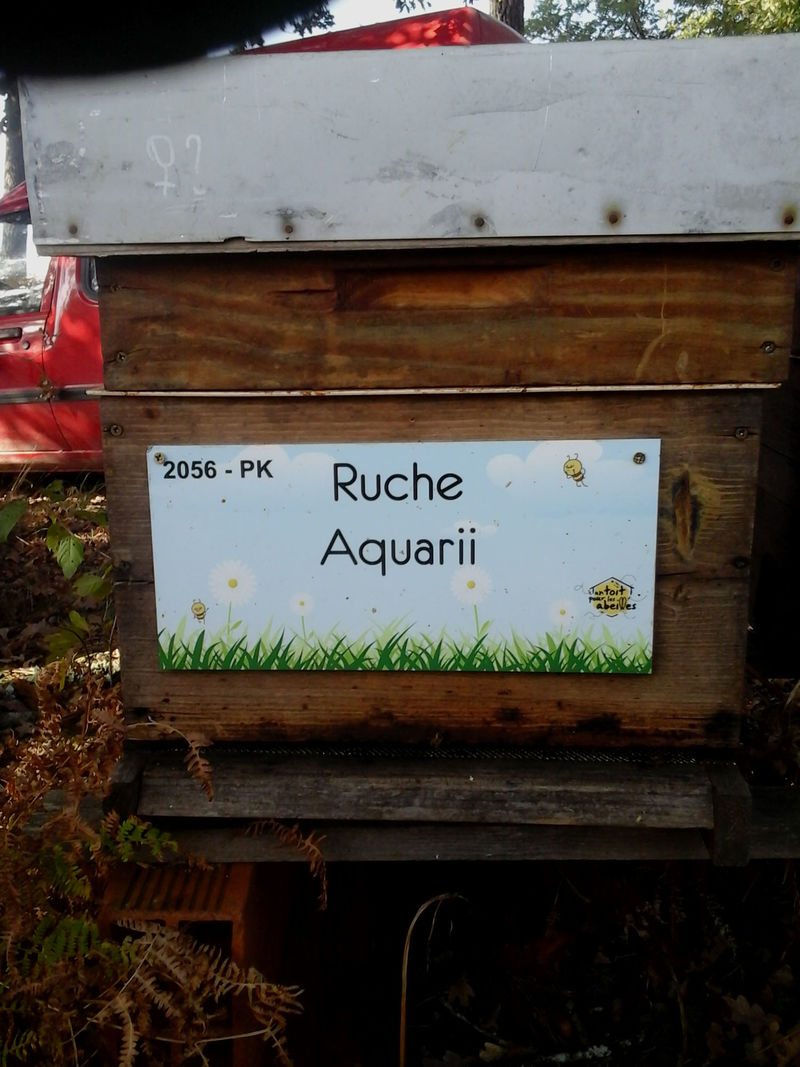 ♀?
2056 - PK
Ruche
Aquarii
un toit
pour les
abeilles